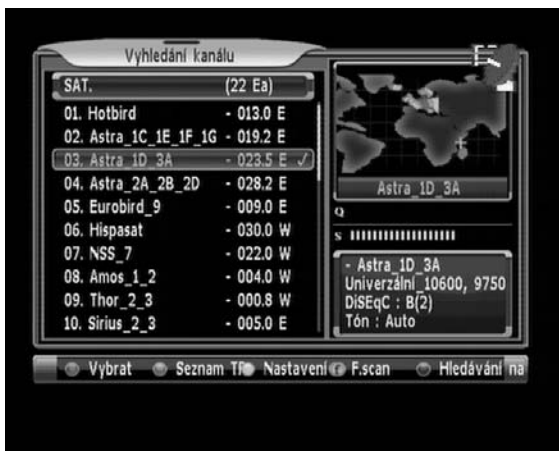 Vyhledání kanálu
SAT. (22 Ea)
01. Hotbird - 013.0 E
02. Astra_1C_1E_1F_1G - 019.2 E
03. Astra_1D_3A - 023.5 E ✓
04. Astra_2A_2B_2D - 028.2 E
05. Eurobird_9 - 009.0 E
06. Hispasat - 030.0 W
07. NSS_7 - 022.0 W
08. Amos_1_2 - 004.0 W
09. Thor_2_3 - 000.8 W
10. Sirius_2_3 - 005.0 E
Astra_1D_3A
Q
S
- Astra_1D_3A
Univerzální_10600, 9750
DiSEqC : B(2)
Tón : Auto
Vybrat Seznam TP Nastavení F.scan Hledávání na